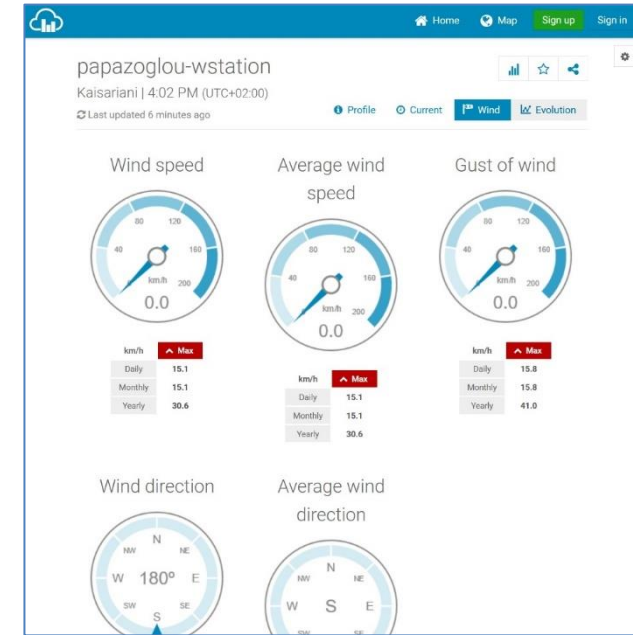 Home Map Sign up Sign in
papazoglou-wstation
Kaisariani | 4:02 PM (UTC+02:00)
Last updated 6 minutes ago
Profile Current Wind Evolution
Wind speed
40 80 120 160 200
km/h
0.0
km/h Max
Daily 15.1
Monthly 15.1
Yearly 30.6
Average wind
speed
40 80 120 160 200
km/h
0.0
km/h Max
Daily 15.1
Monthly 15.1
Yearly 30.6
Gust of wind
40 80 120 160 200
km/h
0.0
km/h Max
Daily 15.8
Monthly 15.8
Yearly 41.0
Wind direction
N
NW NE
W 180º E
SW SE
S
Average wind
direction
N
NW NE
W S E
SW SE